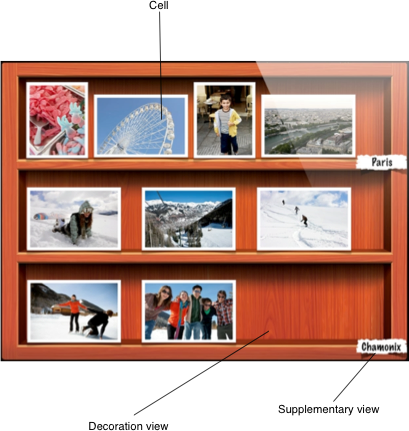 Cell
Paris
Chamonix
Supplementary view
Decoration view